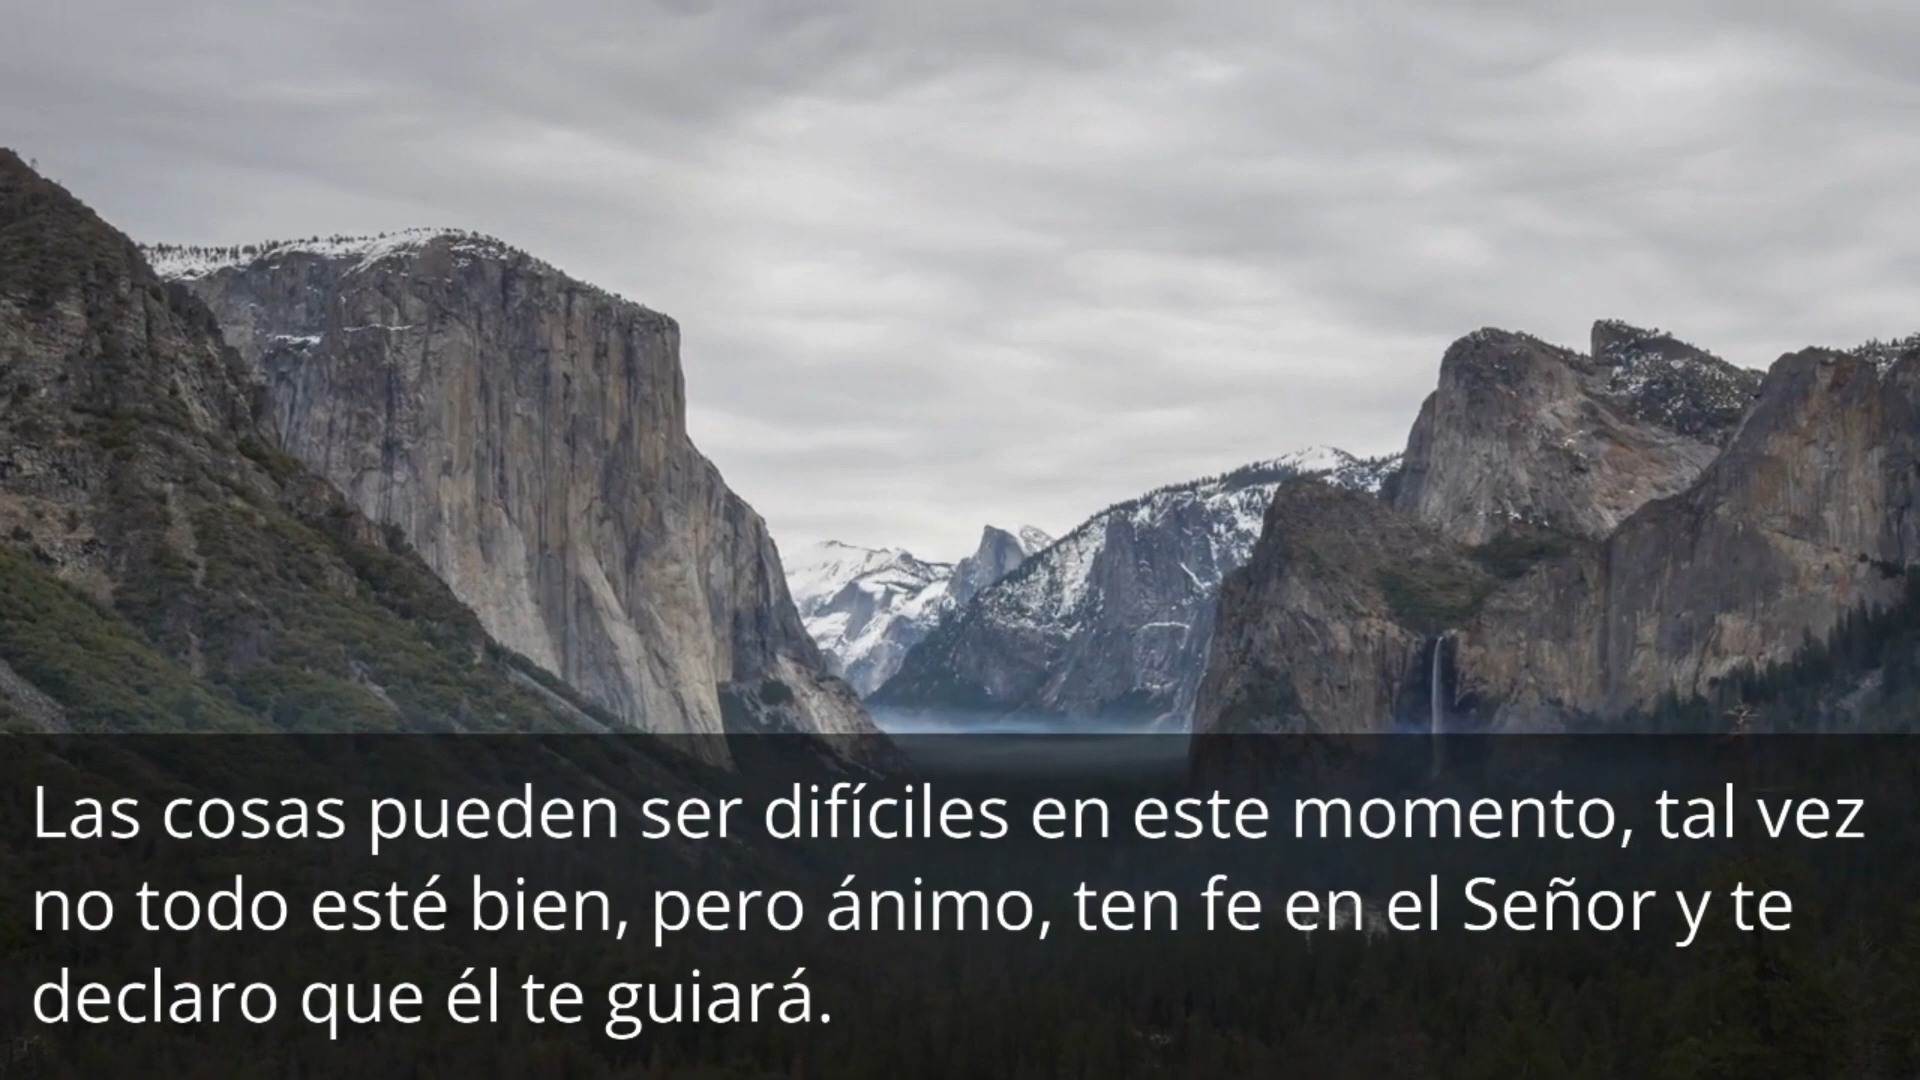 Las cosas pueden ser difíciles en este momento, tal vez
no todo esté bien, pero ánimo, ten fe en el Señor y te
declaro que él te guiará.